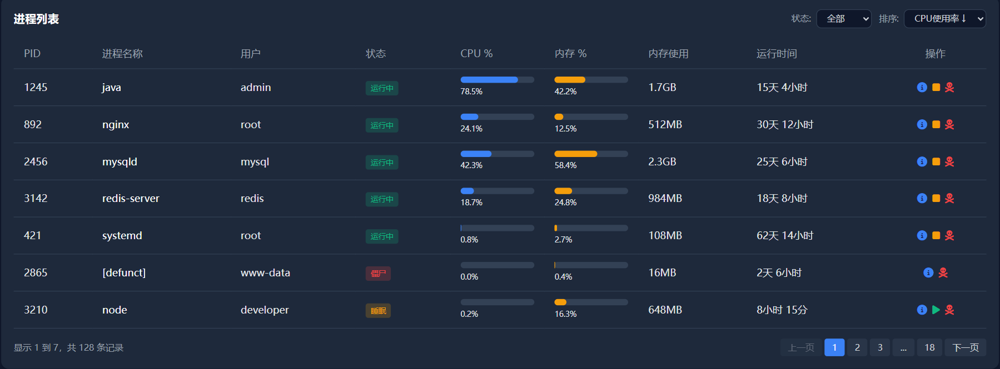 进程列表 状态: 全部 排序: CPU使用率↓
PID 进程名称 用户 状态 CPU % 内存 % 内存使用 运行时间 操作
1245 java admin 运行中 78.5% 42.2% 1.7GB 15天 4小时
892 nginx root 运行中 24.1% 12.5% 512MB 30天 12小时
2456 mysqld mysql 运行中 42.3% 58.4% 2.3GB 25天 6小时
3142 redis-server redis 运行中 18.7% 24.8% 984MB 18天 8小时
421 systemd root 运行中 0.8% 2.7% 108MB 62天 14小时
2865 [defunct] www-data 僵尸 0.0% 0.4% 16MB 2天 6小时
3210 node developer 睡眠 0.2% 16.3% 648MB 8小时 15分
显示 1 到 7，共 128 条记录 上一页 1 2 3 ... 18 下一页